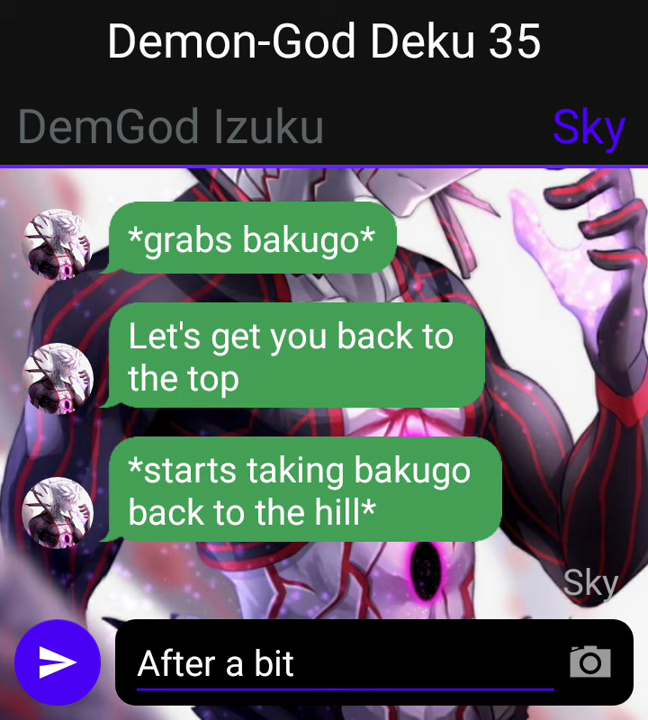 Demon-God Deku 35
DemGod Izuku
Sky
*grabs bakugo*
Let's get you back to
the top
*starts taking bakugo
back to the hill*
Sky
After a bit